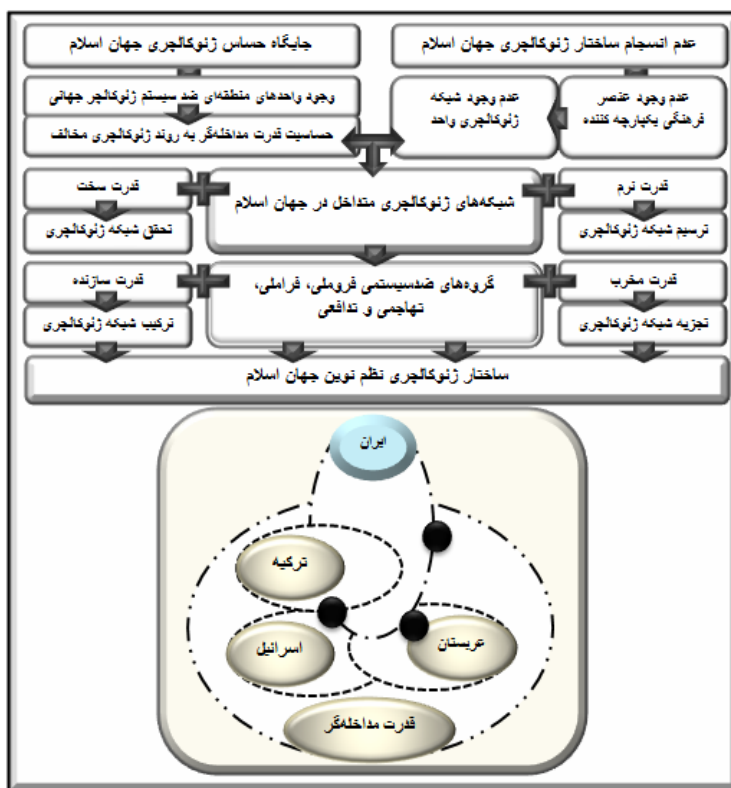 عدم انسجام ساختار ژئوکالچری جهان اسلام
جایگاه حساس ژئوکالچری جهان اسلام
عدم وجود عنصر
فرهنگی یکپارچه کننده
عدم وجود شبکه
ژئوکالچری واحد
وجود واحدهای منطقه‌ای ضد سیستم ژئوکالچر جهانی
حساسیت قدرت مداخله‌گر به روند ژئوکالچری مخالف
قدرت نرم
ترسیم شبکه ژئوکالچری
شبکه‌های ژئوکالچری متداخل در جهان اسلام
قدرت سخت
تحقق شبکه ژئوکالچری
قدرت مخرب
تجزیه شبکه ژئوکالچری
گروه‌های ضدسیستمی فروملی، فراملی،
تهاجمی و تدافعی
قدرت سازنده
ترکیب شبکه ژئوکالچری
ساختار ژئوکالچری نظم نوین جهان اسلام
ایران
ترکیه
عربستان
اسرائیل
قدرت مداخله‌گر